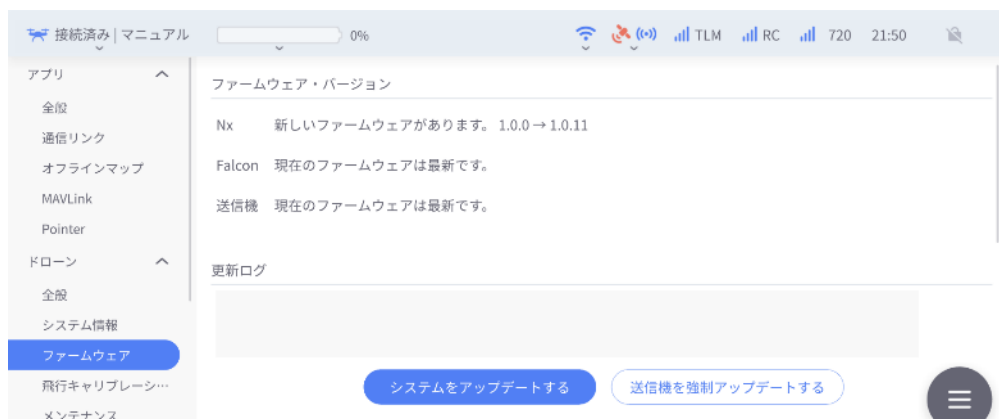 接続済み | マニュアル 0% TLM RC 720 21:50
アプリ
全般
通信リンク
オフラインマップ
MAVLink
Pointer
ドローン
全般
システム情報
ファームウェア
飛行キャリブレーシ…
メンテナンス
ファームウェア・バージョン
Nx 新しいファームウェアがあります。 1.0.0 → 1.0.11
Falcon 現在のファームウェアは最新です。
送信機 現在のファームウェアは最新です。
更新ログ
システムをアップデートする 送信機を強制アップデートする